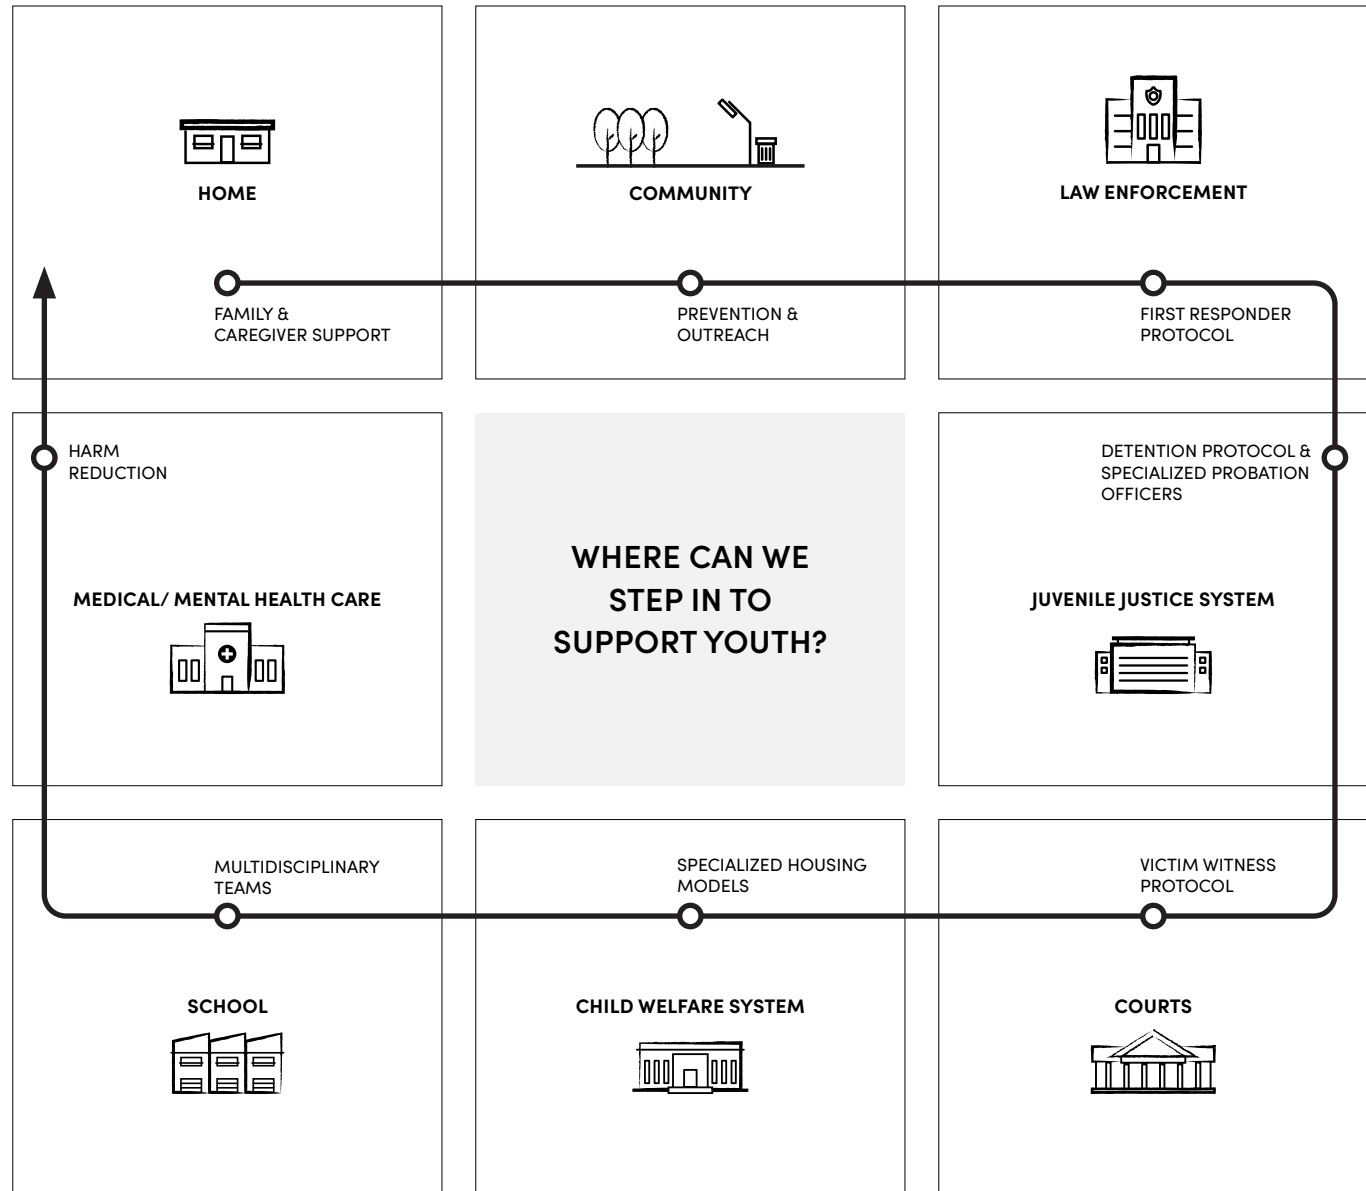 HOME
COMMUNITY
LAW ENFORCEMENT
FAMILY &
CAREGIVER SUPPORT
PREVENTION &
OUTREACH
FIRST RESPONDER
PROTOCOL
HARM
REDUCTION
DETENTION PROTOCOL &
SPECIALIZED PROBATION
OFFICERS
MEDICAL/ MENTAL HEALTH CARE
WHERE CAN WE
STEP IN TO
SUPPORT YOUTH?
JUVENILE JUSTICE SYSTEM
MULTIDISCIPLINARY
TEAMS
SPECIALIZED HOUSING
MODELS
VICTIM WITNESS
PROTOCOL
SCHOOL
CHILD WELFARE SYSTEM
COURTS